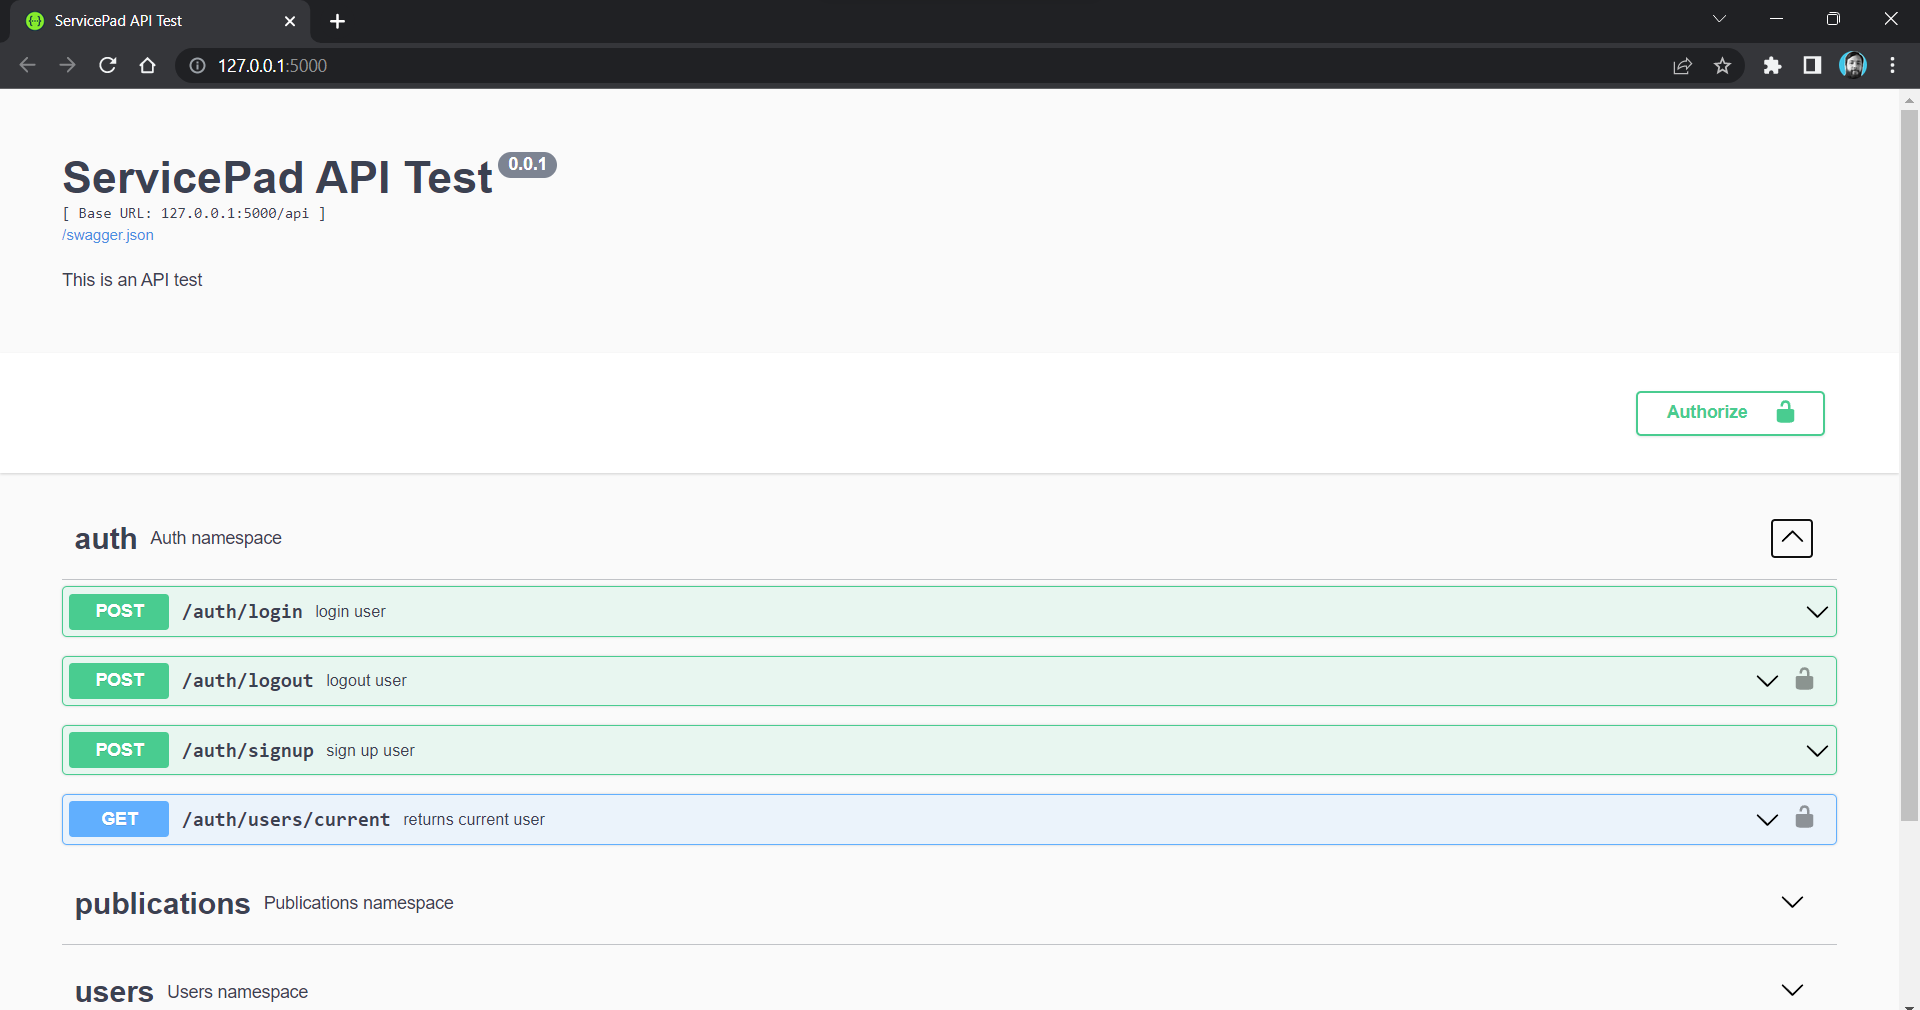 ServicePad API Test
127.0.0.1:5000
ServicePad API Test 0.0.1
[ Base URL: 127.0.0.1:5000/api ]
/swagger.json
This is an API test
Authorize
auth Auth namespace
POST /auth/login login user
POST /auth/logout logout user
POST /auth/signup sign up user
GET /auth/users/current returns current user
publications Publications namespace
users Users namespace